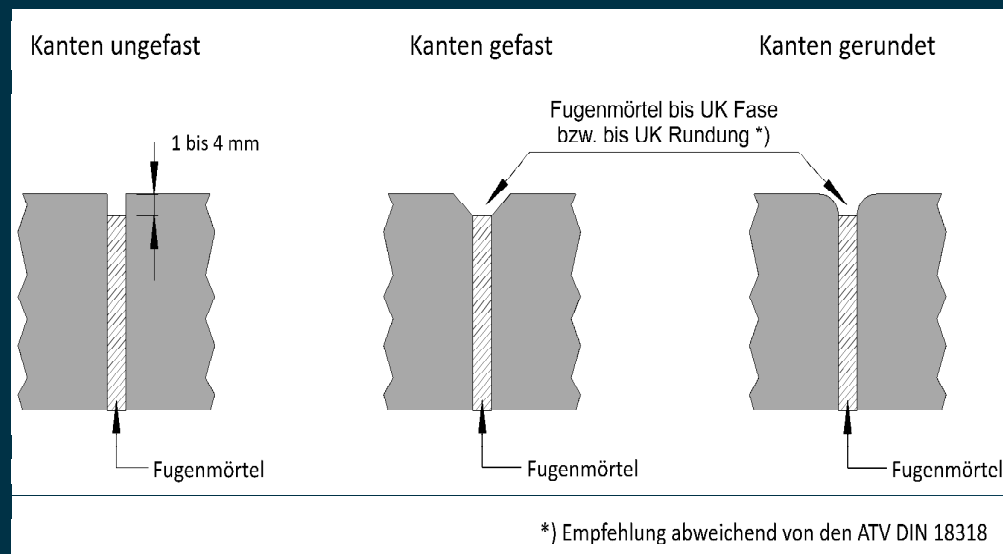 Kanten ungefast
Kanten gefast
Kanten gerundet
Fugenmörtel bis UK Fase
bzw. bis UK Rundung *)
1 bis 4 mm
Fugenmörtel
Fugenmörtel
Fugenmörtel
*) Empfehlung abweichend von den ATV DIN 18318